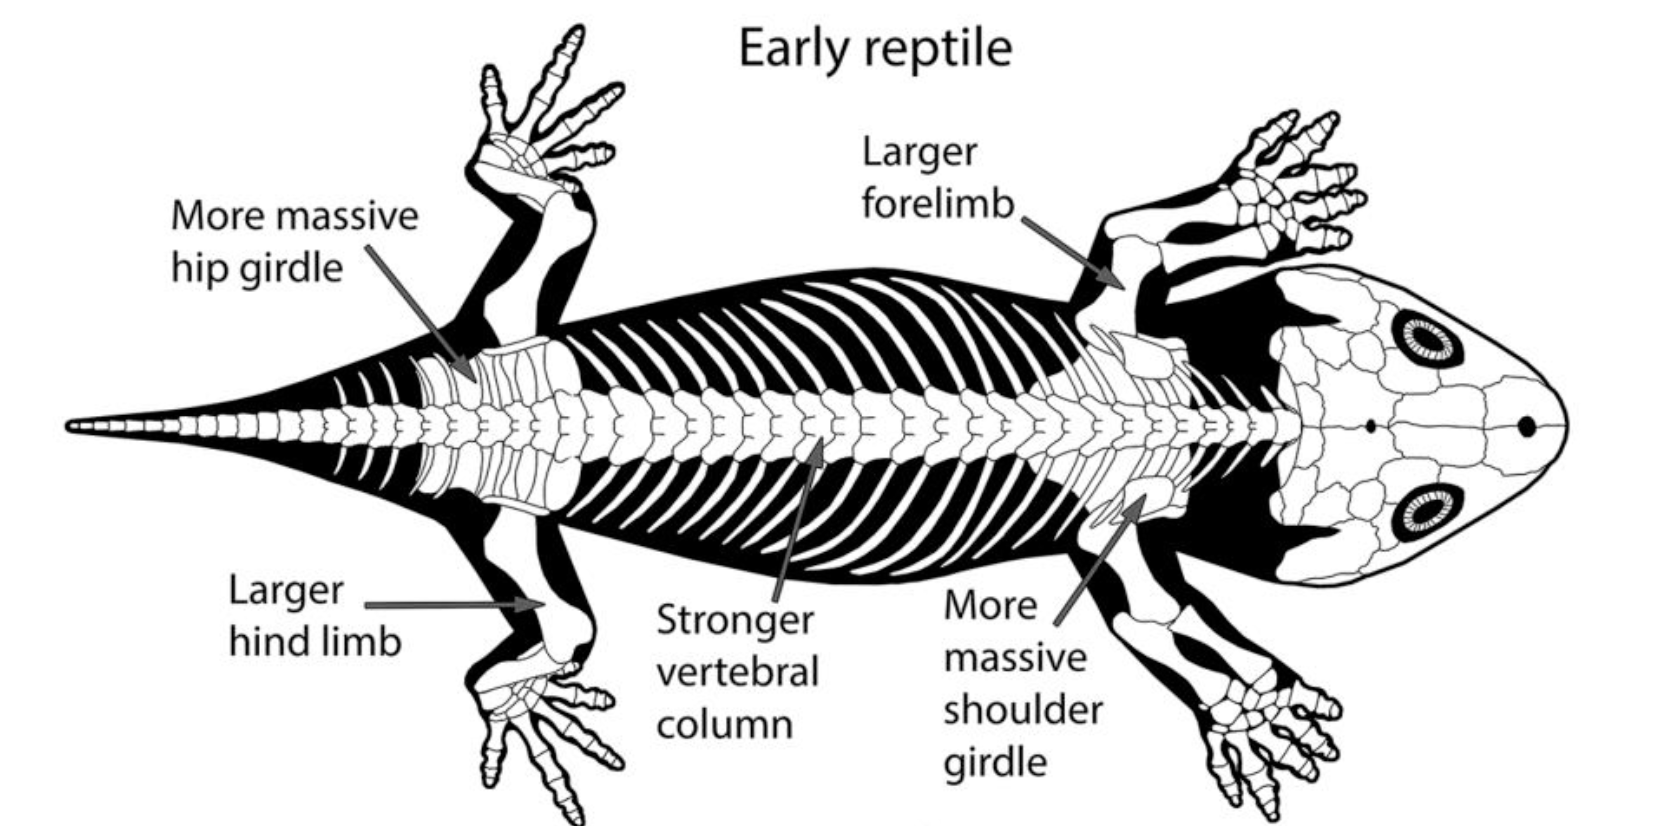 Early reptile
Larger
forelimb
More massive
hip girdle
Larger
hind limb
Stronger
vertebral
column
More
massive
shoulder
girdle